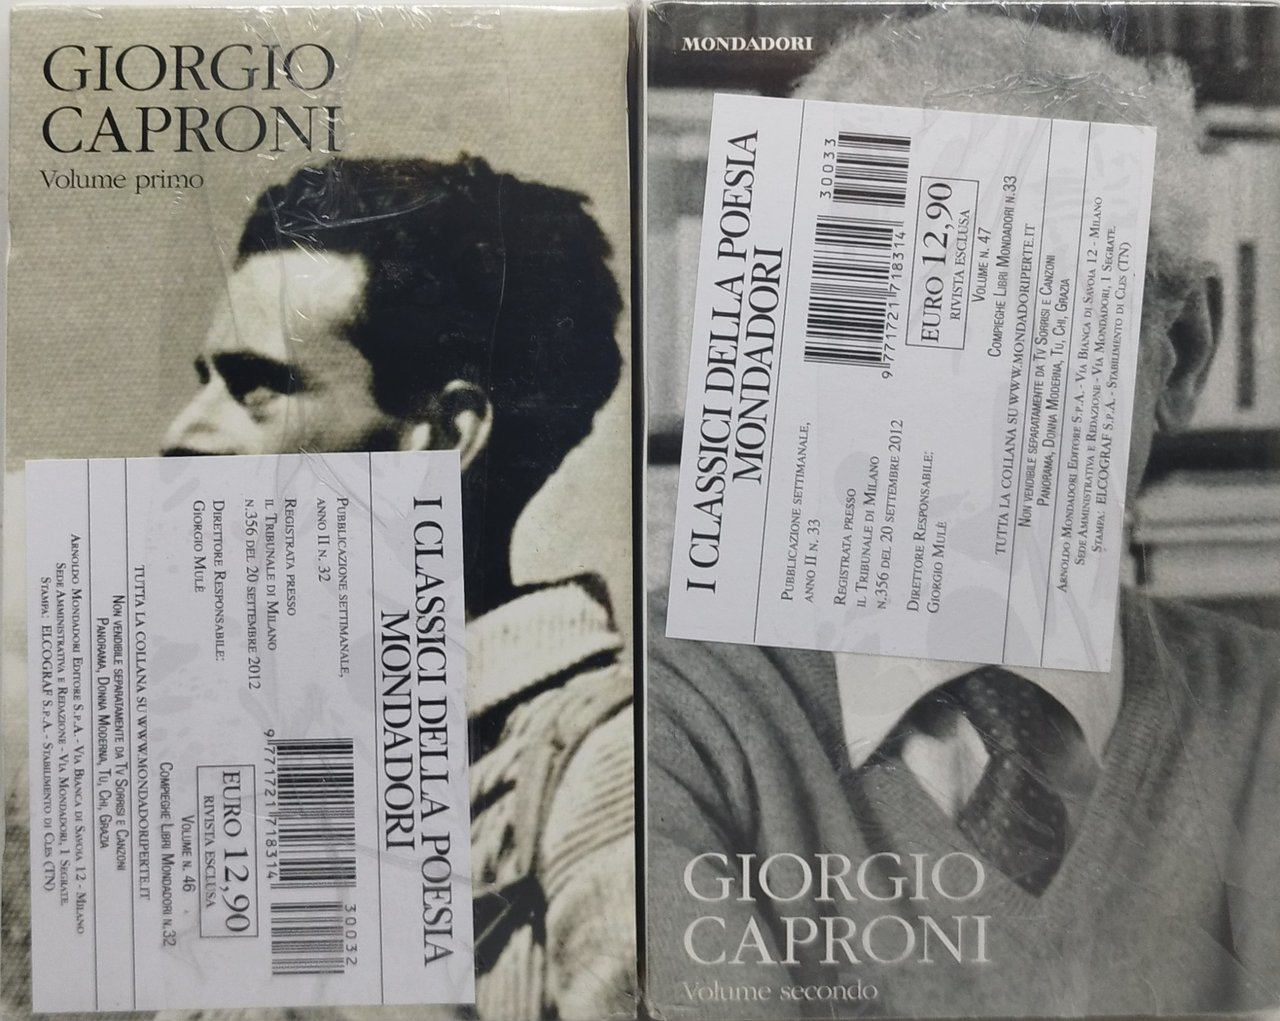 GIORGIO
CAPRONI
Volume primo
I CLASSICI DELLA POESIA
MONDADORI
PUBBLICAZIONE SETTIMANALE,
ANNO II N. 32
REGISTRATA PRESSO
IL TRIBUNALE DI MILANO
N.356 DEL 20 SETTEMBRE 2012
DIRETTORE RESPONSABILE:
GIORGIO MULÈ
30032
9 771721 718314
EURO 12,90
RIVISTA ESCLUSA
VOLUME N. 46
COMPIEGHE LIBRI MONDADORI N.32
TUTTA LA COLLANA SU WWW.MONDADORIPERTE.IT
NON VENDIBILE SEPARATAMENTE DA TV SORRISI E CANZONI
PANORAMA, DONNA MODERNA, TU, CHI, GRAZIA
ARNOLDO MONDADORI EDITORE S.P.A. - VIA BIANCA DI SAVOIA 12 - MILANO
SEDE AMMINISTRATIVA E REDAZIONE - VIA MONDADORI, 1 SEGRATE.
STAMPA: ELCOGRAF S.P.A. - STABILIMENTO DI CLES (TN)
MONDADORI
I CLASSICI DELLA POESIA
MONDADORI
PUBBLICAZIONE SETTIMANALE,
ANNO II N. 33
REGISTRATA PRESSO
IL TRIBUNALE DI MILANO
N.356 DEL 20 SETTEMBRE 2012
DIRETTORE RESPONSABILE:
GIORGIO MULÈ
30033
9 771721 718314
EURO 12,90
RIVISTA ESCLUSA
VOLUME N. 47
COMPIEGHE LIBRI MONDADORI N.33
TUTTA LA COLLANA SU WWW.MONDADORIPERTE.IT
NON VENDIBILE SEPARATAMENTE DA TV SORRISI E CANZONI
PANORAMA, DONNA MODERNA, TU, CHI, GRAZIA
ARNOLDO MONDADORI EDITORE S.P.A. - VIA BIANCA DI SAVOIA 12 - MILANO
SEDE AMMINISTRATIVA E REDAZIONE - VIA MONDADORI, 1 SEGRATE.
STAMPA: ELCOGRAF S.P.A. - STABILIMENTO DI CLES (TN)
GIORGIO
CAPRONI
Volume secondo